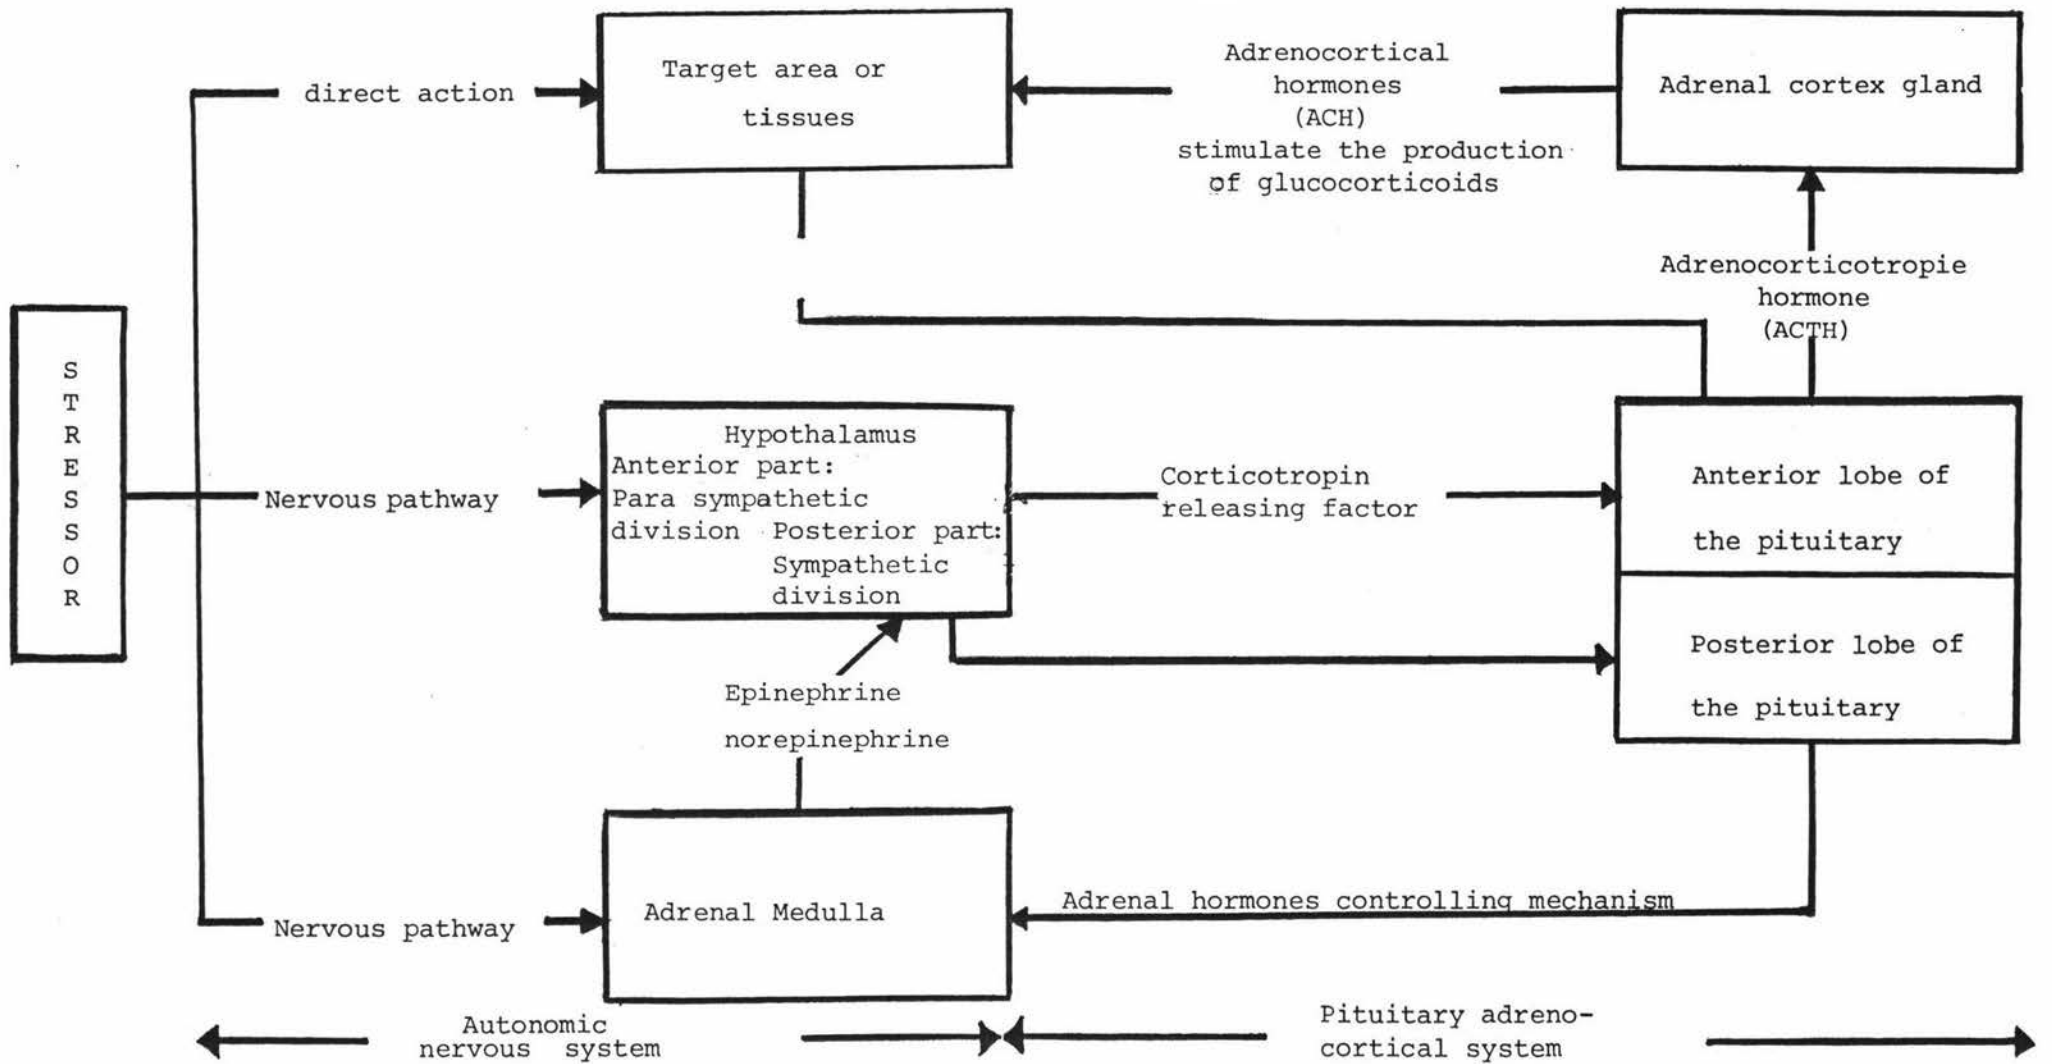 Target area or
tissues
direct action
Adrenocortical
hormones
(ACH)
stimulate the production
of glucocorticoids
Adrenal cortex gland
Adrenocorticotropie
hormone
(ACTH)
S
T
R
E
S
S
O
R
Nervous pathway
Hypothalamus
Anterior part:
Para sympathetic
division Posterior part:
Sympathetic
division
Corticotropin
releasing factor
Anterior lobe of
the pituitary
Posterior lobe of
the pituitary
Epinephrine
norepinephrine
Nervous pathway
Adrenal Medulla
Adrenal hormones controlling mechanism
Autonomic
nervous system
Pituitary adreno-
cortical system